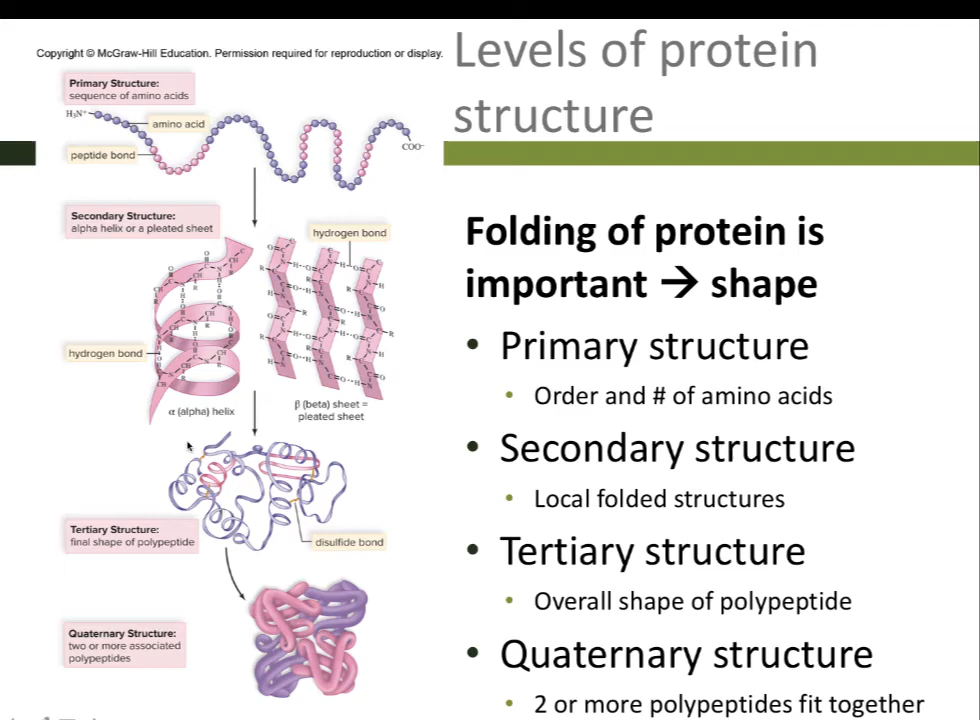 Copyright © McGraw-Hill Education. Permission required for reproduction or display.
Levels of protein
structure
Primary Structure:
sequence of amino acids
H₃N⁺
amino acid
peptide bond
COO⁻
Secondary Structure:
alpha helix or a pleated sheet
hydrogen bond
hydrogen bond
α (alpha) helix
β (beta) sheet =
pleated sheet
Tertiary Structure:
final shape of polypeptide
disulfide bond
Quaternary Structure:
two or more associated
polypeptides
Folding of protein is
important → shape
• Primary structure
• Order and # of amino acids
• Secondary structure
• Local folded structures
• Tertiary structure
• Overall shape of polypeptide
• Quaternary structure
• 2 or more polypeptides fit together